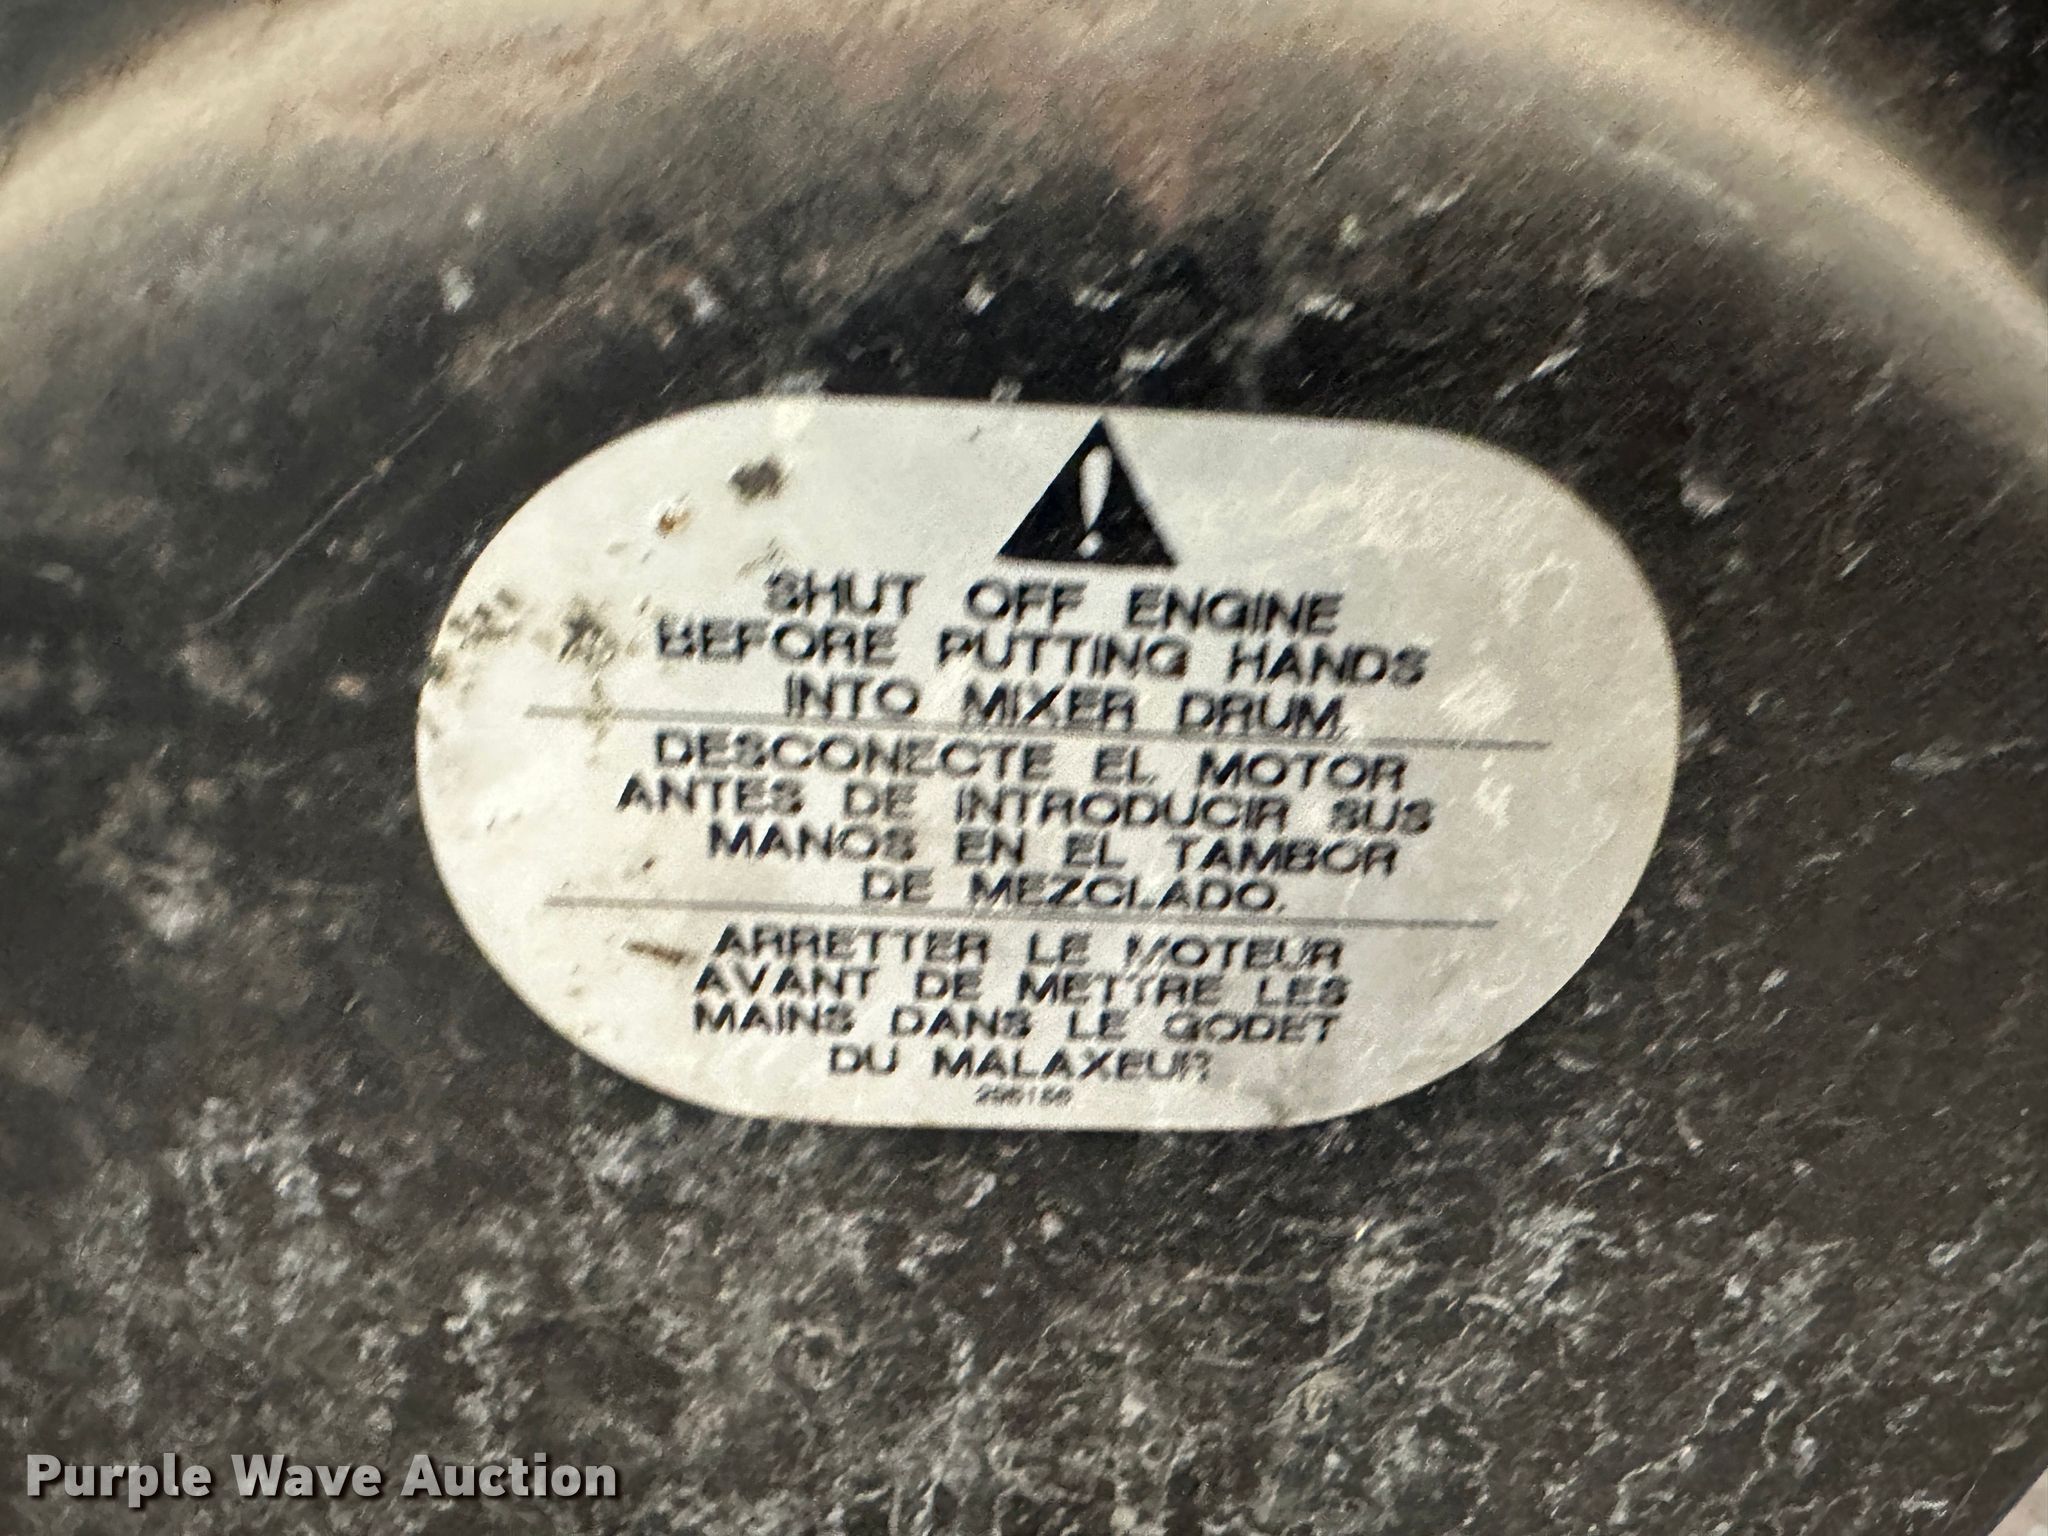 SHUT OFF ENGINE
BEFORE PUTTING HANDS
INTO MIXER DRUM.
DESCONECTE EL MOTOR
ANTES DE INTRODUCIR SUS
MANOS EN EL TAMBOR
DE MEZCLADO.
ARRETTER LE MOTEUR
AVANT DE METTRE LES
MAINS DANS LE GODET
DU MALAXEUR
Purple Wave Auction